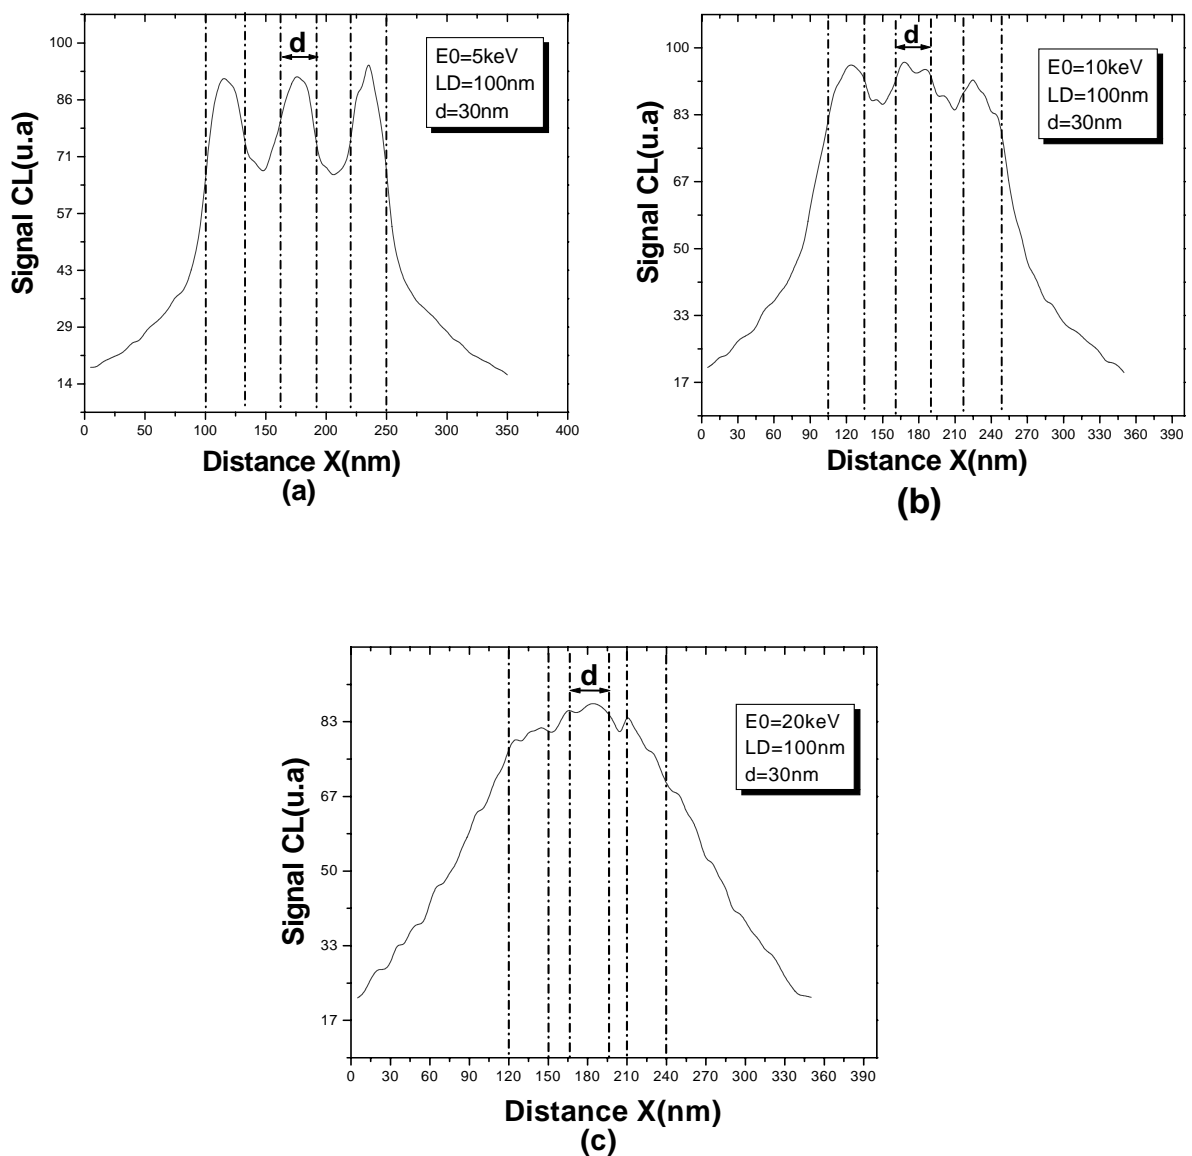 d
E0=5keV
LD=100nm
d=30nm
100
86
71
57
43
29
14
Signal CL(u.a)
0 50 100 150 200 250 300 350 400
Distance X(nm)
(a)
d
E0=10keV
LD=100nm
d=30nm
100
83
67
50
33
17
Signal CL(u.a)
0 30 60 90 120 150 180 210 240 270 300 330 360 390
Distance X(nm)
(b)
d
E0=20keV
LD=100nm
d=30nm
83
67
50
33
17
Signal CL(u.a)
0 30 60 90 120 150 180 210 240 270 300 330 360 390
Distance X(nm)
(c)